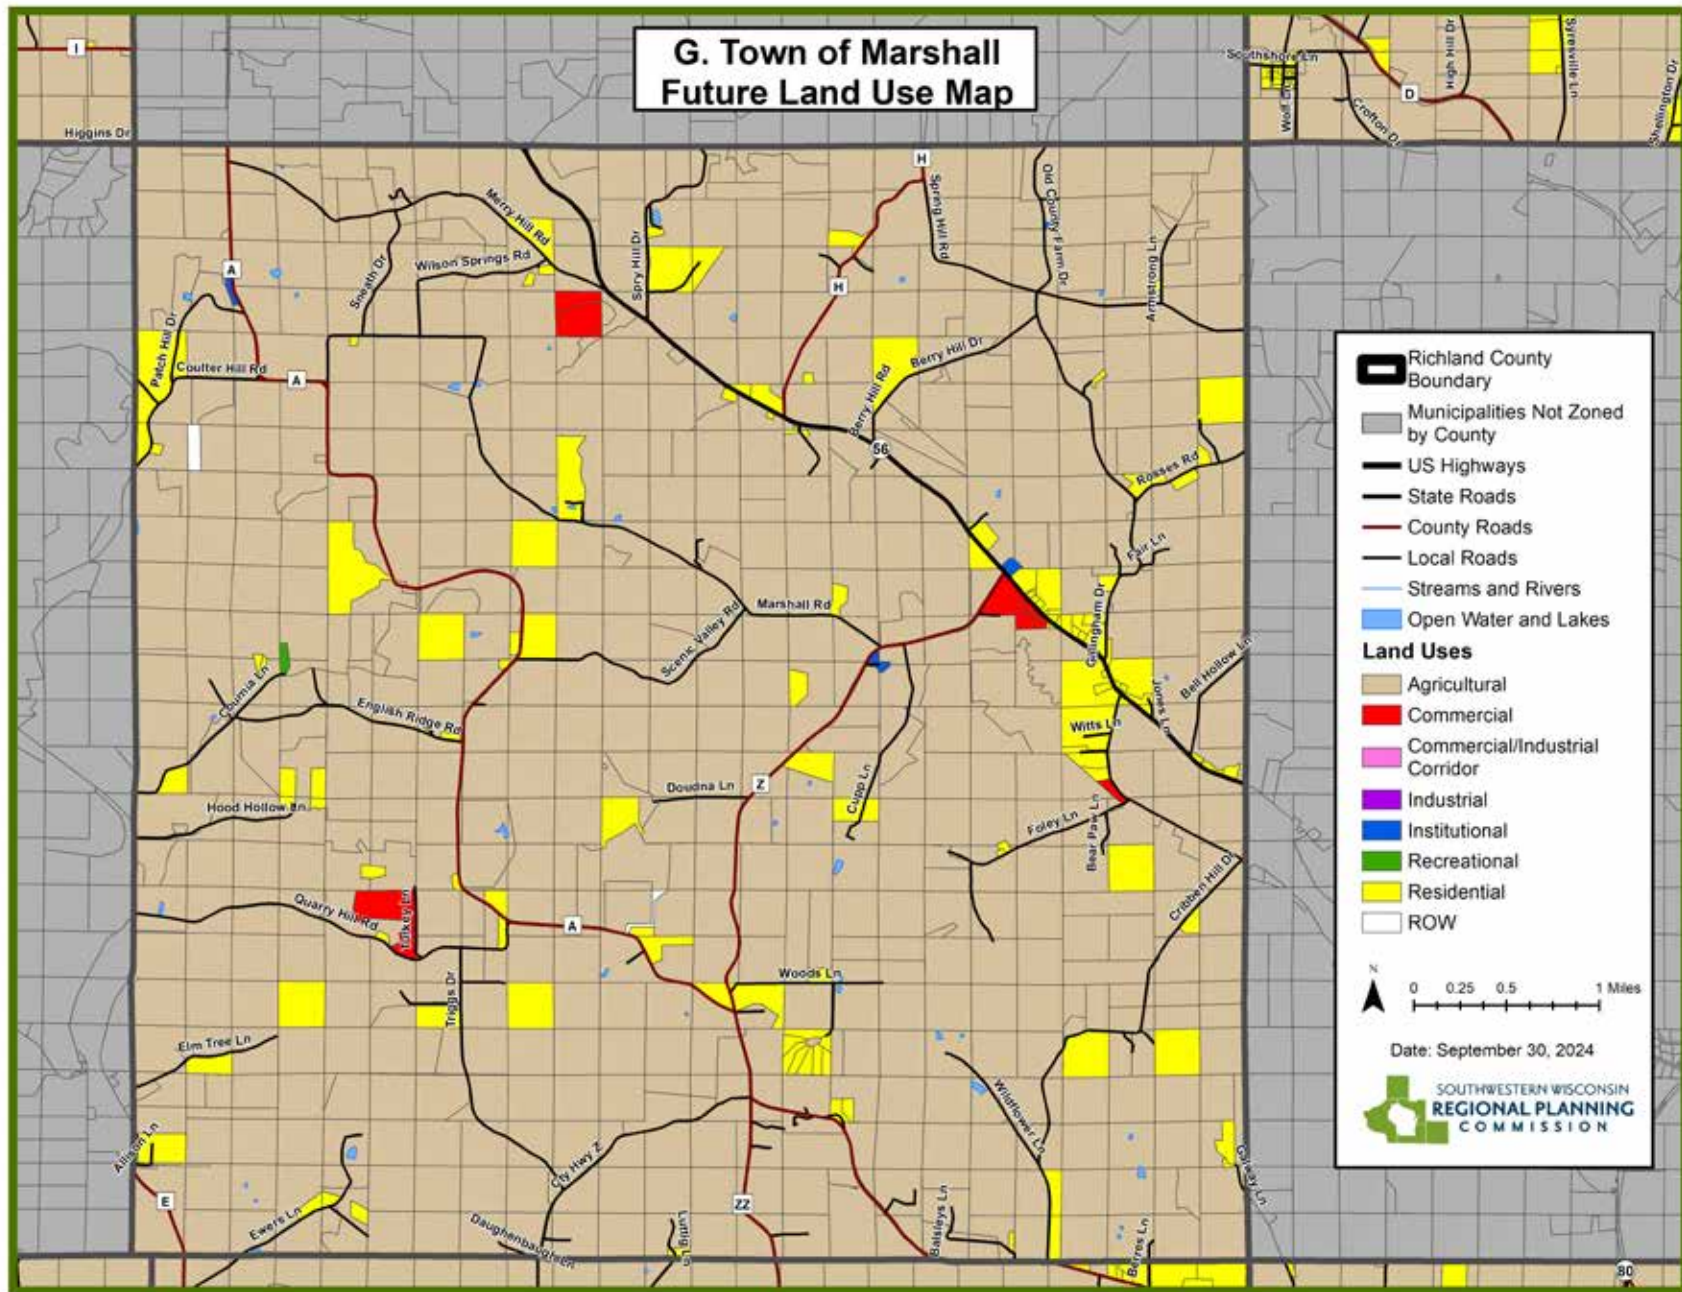 G. Town of Marshall
Future Land Use Map
I
Higgins Dr
Southshore Ln
Wolf Ln
Crofton Dr
D
High Hill Dr
Syresville Ln
Shellington Dr
H
Merry Hill Rd
Spring Hill Rd
Old County Farm Dr
Armstrong Ln
A
Sneath Dr
Wilson Springs Rd
Spry Hill Dr
H
Patch Hill Dr
Coulter Hill Rd
A
Berry Hill Dr
Berry Hill Rd
56
Rosses Rd
Fair Ln
Marshall Rd
Scenic Valley Rd
Gillingham Dr
Bell Hollow Ln
English Ridge Rd
Jones Ln
Witts Ln
Hood Hollow Ln
Doudna Ln
Z
Cupp Ln
Foley Ln
Bear Paw Ln
Cribben Hill Dr
Quarry Hill Rd
A
Woods Ln
Triggs Dr
Elm Tree Ln
Wildflower Ln
Allison Ln
Cty Hwy Z
Galway Ln
E
Ewers Ln
ZZ
Daughenbaugh Ln
Luttig Ln
Balsleys Ln
Berres Ln
80
Richland County
Boundary
Municipalities Not Zoned
by County
US Highways
State Roads
County Roads
Local Roads
Streams and Rivers
Open Water and Lakes
Land Uses
Agricultural
Commercial
Commercial/Industrial
Corridor
Industrial
Institutional
Recreational
Residential
ROW
N
0 0.25 0.5 1 Miles
Date: September 30, 2024
SOUTHWESTERN WISCONSIN
REGIONAL PLANNING
COMMISSION